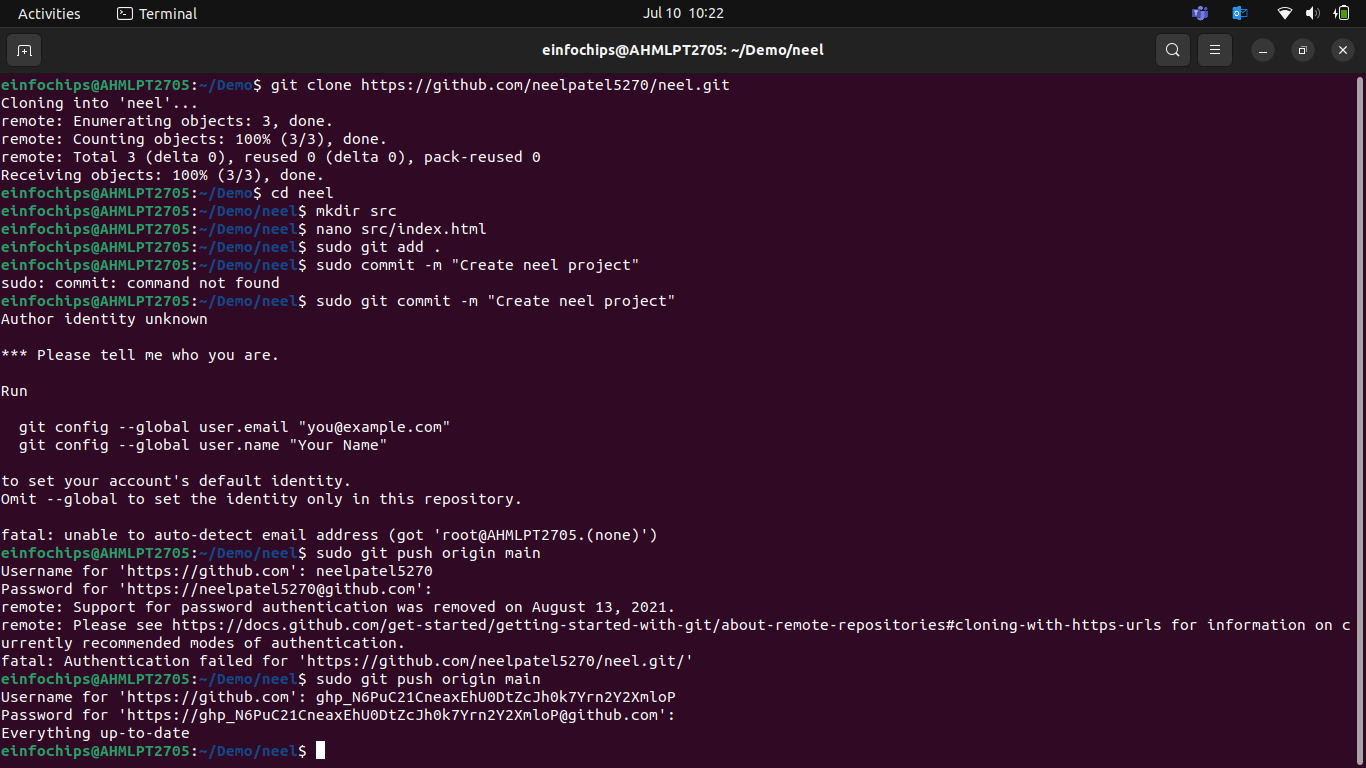 Activities Terminal Jul 10 10:22
einfochips@AHMLPT2705: ~/Demo/neel
einfochips@AHMLPT2705:~/Demo$ git clone https://github.com/neelpatel5270/neel.git
Cloning into 'neel'...
remote: Enumerating objects: 3, done.
remote: Counting objects: 100% (3/3), done.
remote: Total 3 (delta 0), reused 0 (delta 0), pack-reused 0
Receiving objects: 100% (3/3), done.
einfochips@AHMLPT2705:~/Demo$ cd neel
einfochips@AHMLPT2705:~/Demo/neel$ mkdir src
einfochips@AHMLPT2705:~/Demo/neel$ nano src/index.html
einfochips@AHMLPT2705:~/Demo/neel$ sudo git add .
einfochips@AHMLPT2705:~/Demo/neel$ sudo commit -m "Create neel project"
sudo: commit: command not found
einfochips@AHMLPT2705:~/Demo/neel$ sudo git commit -m "Create neel project"
Author identity unknown
*** Please tell me who you are.
Run
git config --global user.email "you@example.com"
git config --global user.name "Your Name"
to set your account's default identity.
Omit --global to set the identity only in this repository.
fatal: unable to auto-detect email address (got 'root@AHMLPT2705.(none)')
einfochips@AHMLPT2705:~/Demo/neel$ sudo git push origin main
Username for 'https://github.com': neelpatel5270
Password for 'https://neelpatel5270@github.com':
remote: Support for password authentication was removed on August 13, 2021.
remote: Please see https://docs.github.com/get-started/getting-started-with-git/about-remote-repositories#cloning-with-https-urls for information on c
urrently recommended modes of authentication.
fatal: Authentication failed for 'https://github.com/neelpatel5270/neel.git/'
einfochips@AHMLPT2705:~/Demo/neel$ sudo git push origin main
Username for 'https://github.com': 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
Password for 'https://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@github.com':
Everything up-to-date
einfochips@AHMLPT2705:~/Demo/neel$